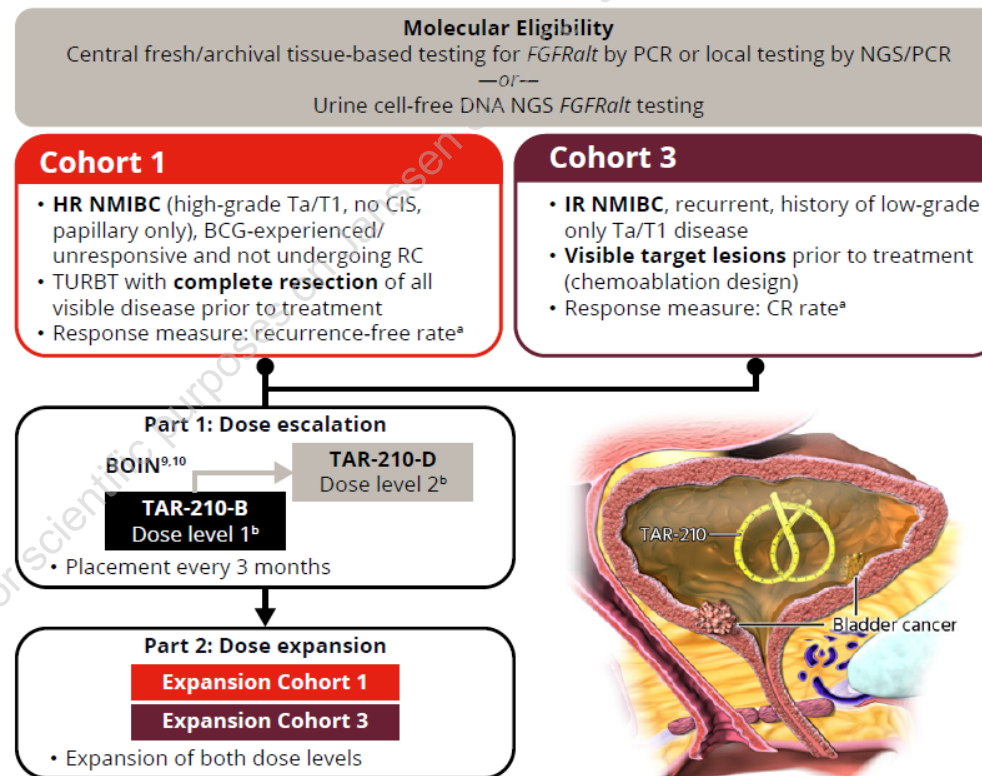 Molecular Eligibility
Central fresh/archival tissue-based testing for FGFRalt by PCR or local testing by NGS/PCR
—or--
Urine cell-free DNA NGS FGFRalt testing
Cohort 1
• HR NMIBC (high-grade Ta/T1, no CIS,
papillary only), BCG-experienced/
unresponsive and not undergoing RC
• TURBT with complete resection of all
visible disease prior to treatment
• Response measure: recurrence-free rateᵃ
Cohort 3
• IR NMIBC, recurrent, history of low-grade
only Ta/T1 disease
• Visible target lesions prior to treatment
(chemoablation design)
• Response measure: CR rateᵃ
Part 1: Dose escalation
BOIN⁹,¹⁰
TAR-210-D
Dose level 2ᵇ
TAR-210-B
Dose level 1ᵇ
• Placement every 3 months
Part 2: Dose expansion
Expansion Cohort 1
Expansion Cohort 3
• Expansion of both dose levels
TAR-210
Bladder cancer
or scientific purposes on Janssen